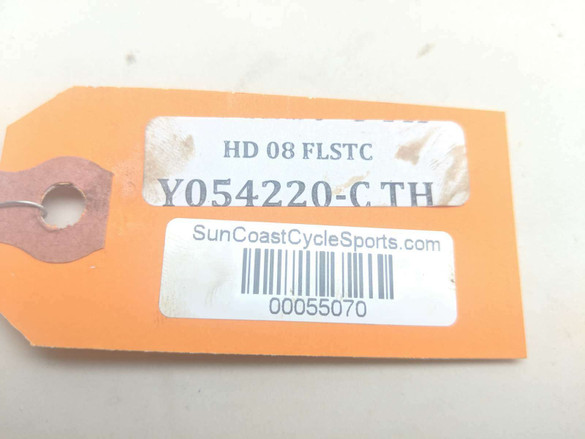 HD 08 FLSTC
Y054220-C TH
SunCoastCycleSports.com
00055070